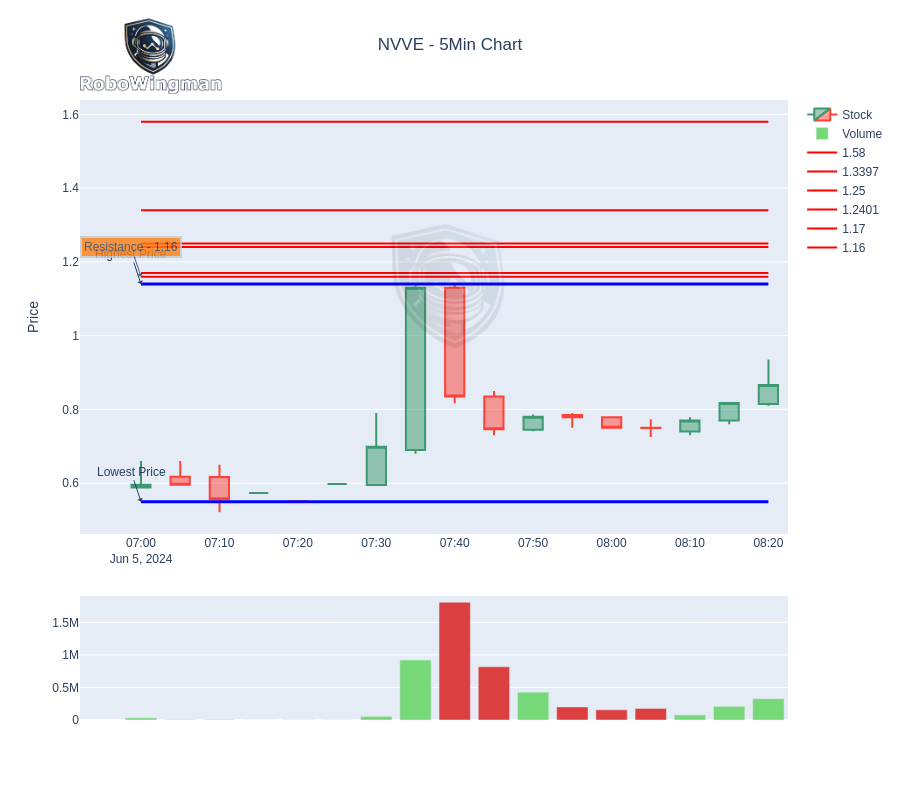 RoboWingman
NVVE - 5Min Chart
Stock
Volume
1.58
1.3397
1.25
1.2401
1.17
1.16
Price
1.6
1.4
1.2
1
0.8
0.6
Resistance - 1.16
Highest Price
Lowest Price
07:00
07:10
07:20
07:30
07:40
07:50
08:00
08:10
08:20
Jun 5, 2024
1.5M
1M
0.5M
0